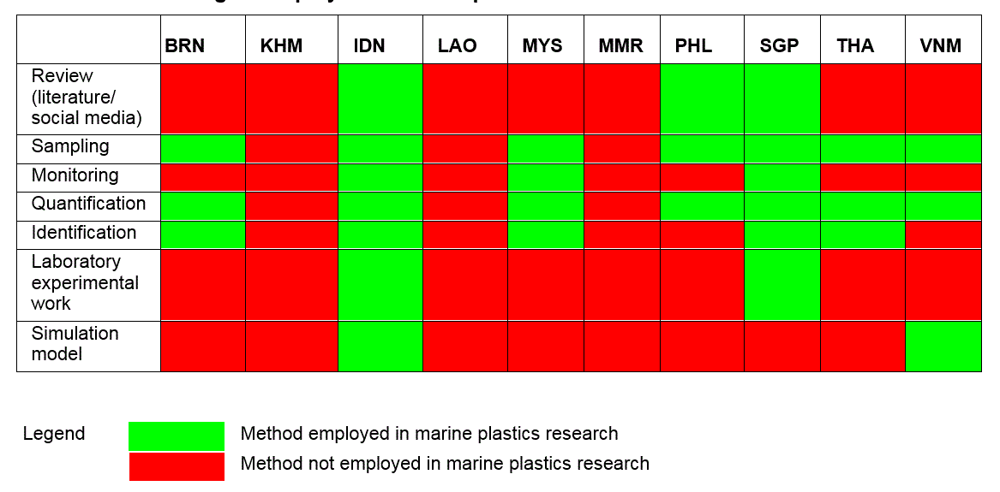 BRN KHM IDN LAO MYS MMR PHL SGP THA VNM
Review
(literature/
social media)
Sampling
Monitoring
Quantification
Identification
Laboratory
experimental
work
Simulation
model
Legend Method employed in marine plastics research
Method not employed in marine plastics research